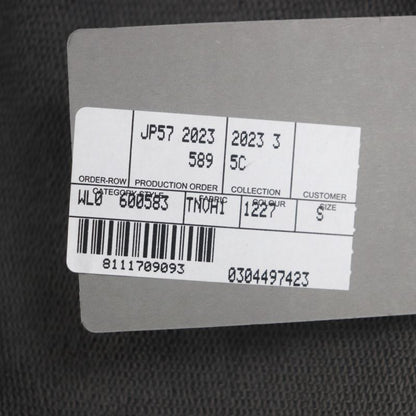 JP57 2023 2023 3
589 5C
ORDER-ROW PRODUCTION ORDER COLLECTION CUSTOMER
CATEGORY STYLE FABRIC COLOUR SIZE
WL0 600583 TNVHI 1227 S
8111709093 0304497423